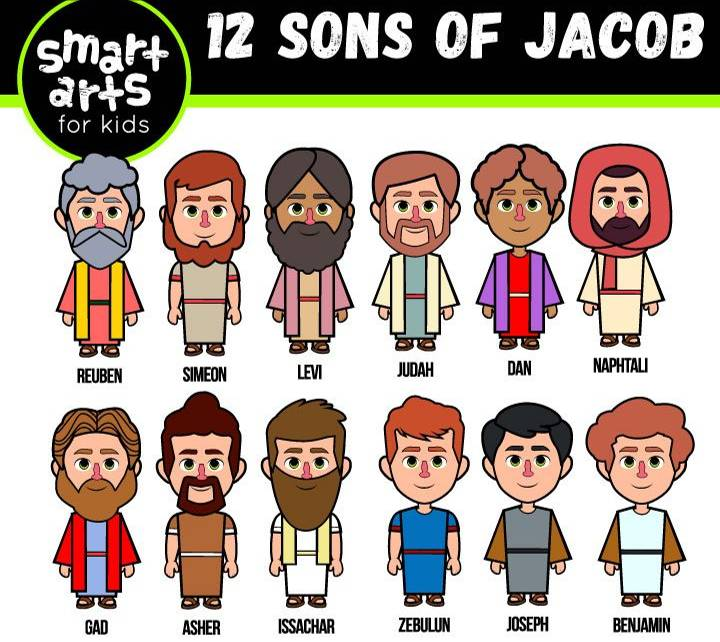 smart
arts
for kids
12 SONS OF JACOB
REUBEN
SIMEON
LEVI
JUDAH
DAN
NAPHTALI
GAD
ASHER
ISSACHAR
ZEBULUN
JOSEPH
BENJAMIN